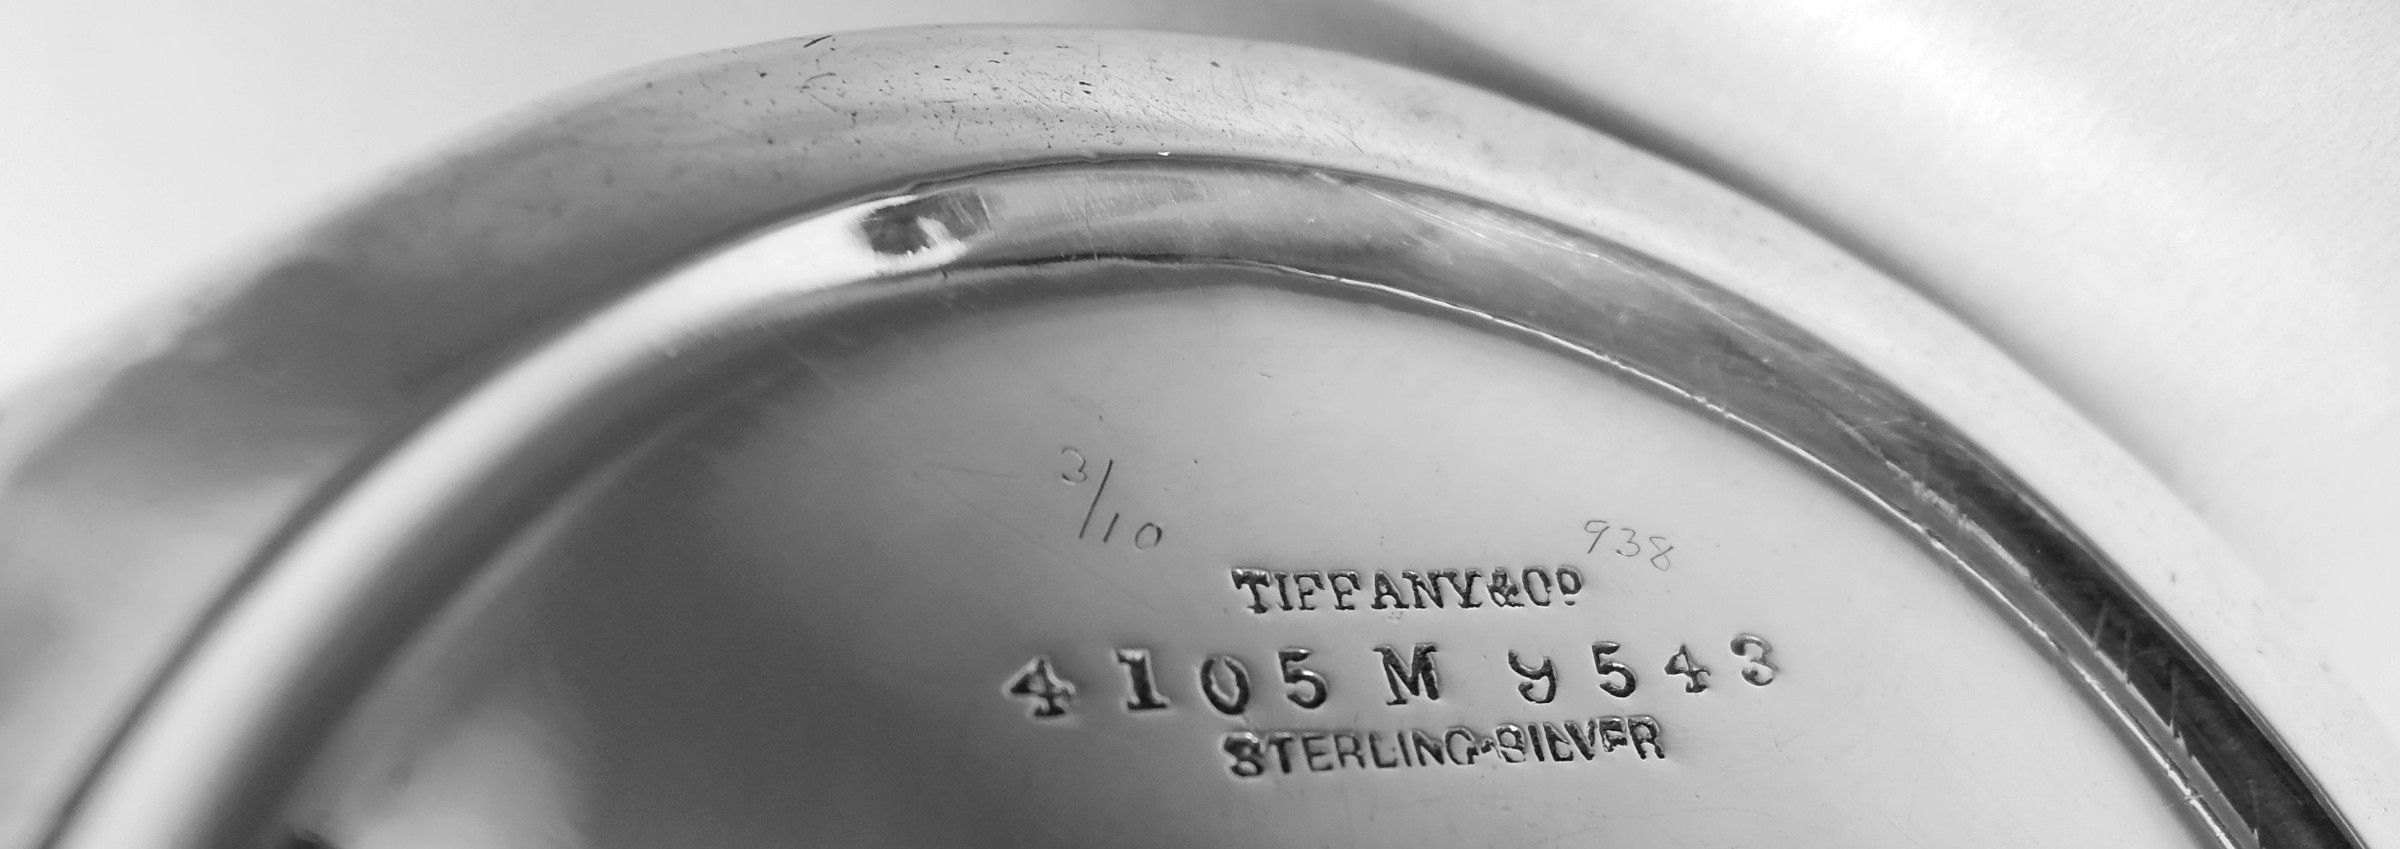 3/10
938
TIFFANY&Co
4105 M 9543
STERLING-SILVER